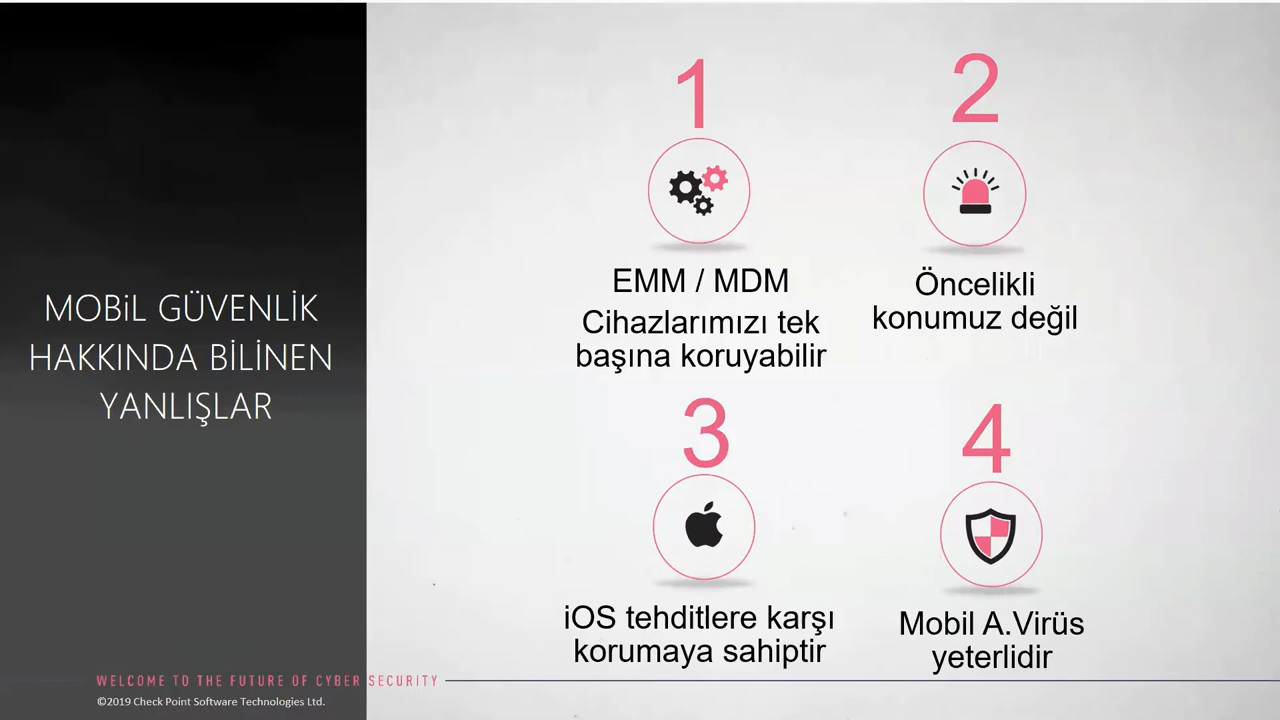 MOBiL GÜVENLİK
HAKKINDA BİLİNEN
YANLIŞLAR
1
EMM / MDM
Cihazlarımızı tek
başına koruyabilir
2
Öncelikli
konumuz değil
3
iOS tehditlere karşı
korumaya sahiptir
4
Mobil A.Virüs
yeterlidir
WELCOME TO THE FUTURE OF CYBER SECURITY
©2019 Check Point Software Technologies Ltd.